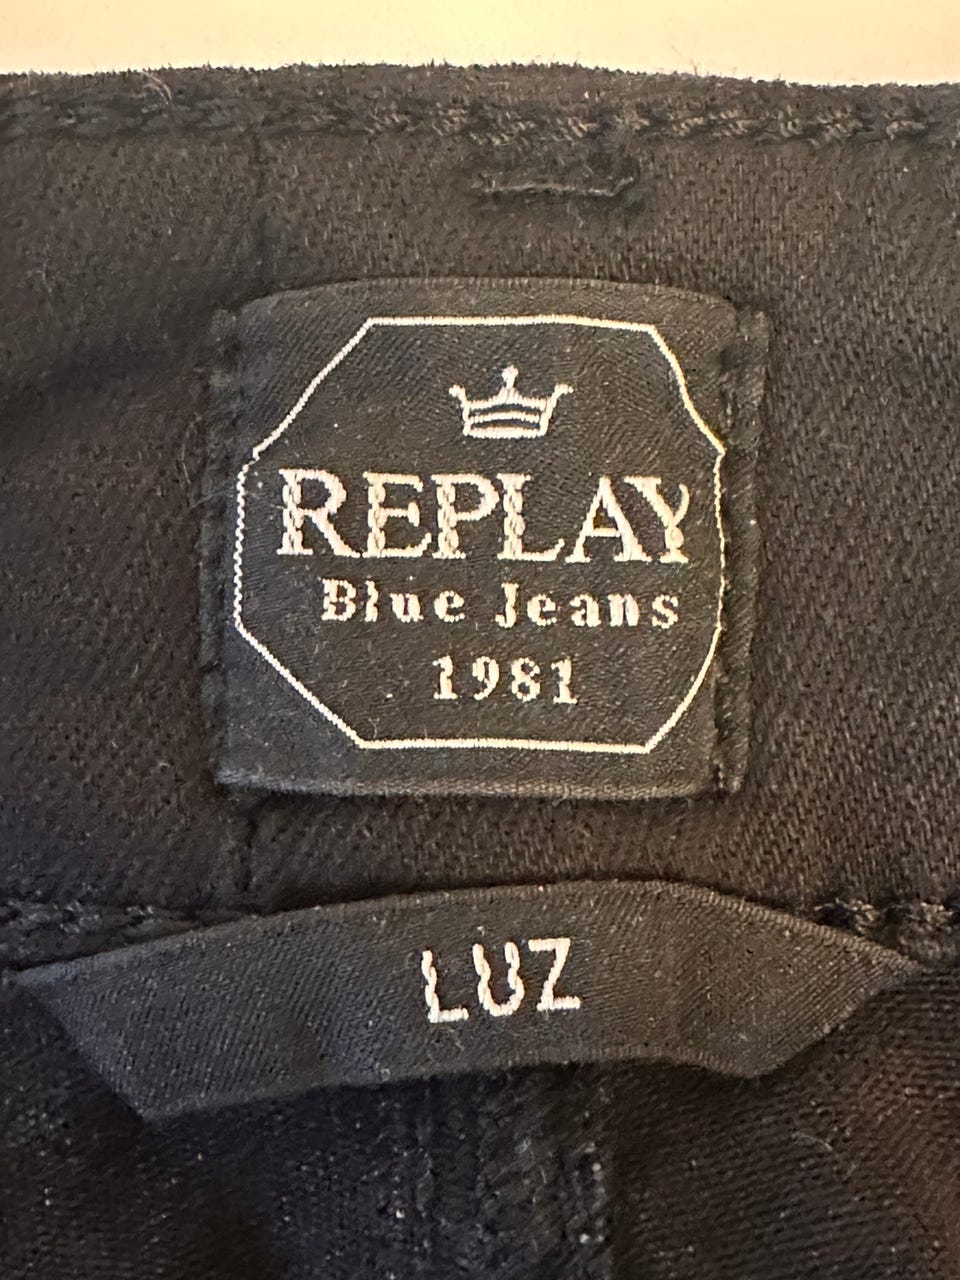 REPLAY
Blue Jeans
1981
LUZ